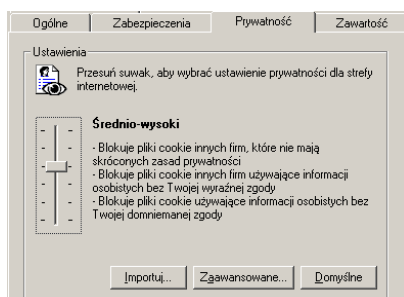 Ogólne Zabezpieczenia Prywatność Zawartość
Ustawienia
Przesuń suwak, aby wybrać ustawienie prywatności dla strefy
internetowej.
Średnio-wysoki
- Blokuje pliki cookie innych firm, które nie mają
skróconych zasad prywatności
- Blokuje pliki cookie innych firm używające informacji
osobistych bez Twojej wyraźnej zgody
- Blokuje pliki cookie używające informacji osobistych bez
Twojej domniemanej zgody
Importuj... Zaawansowane... Domyślne